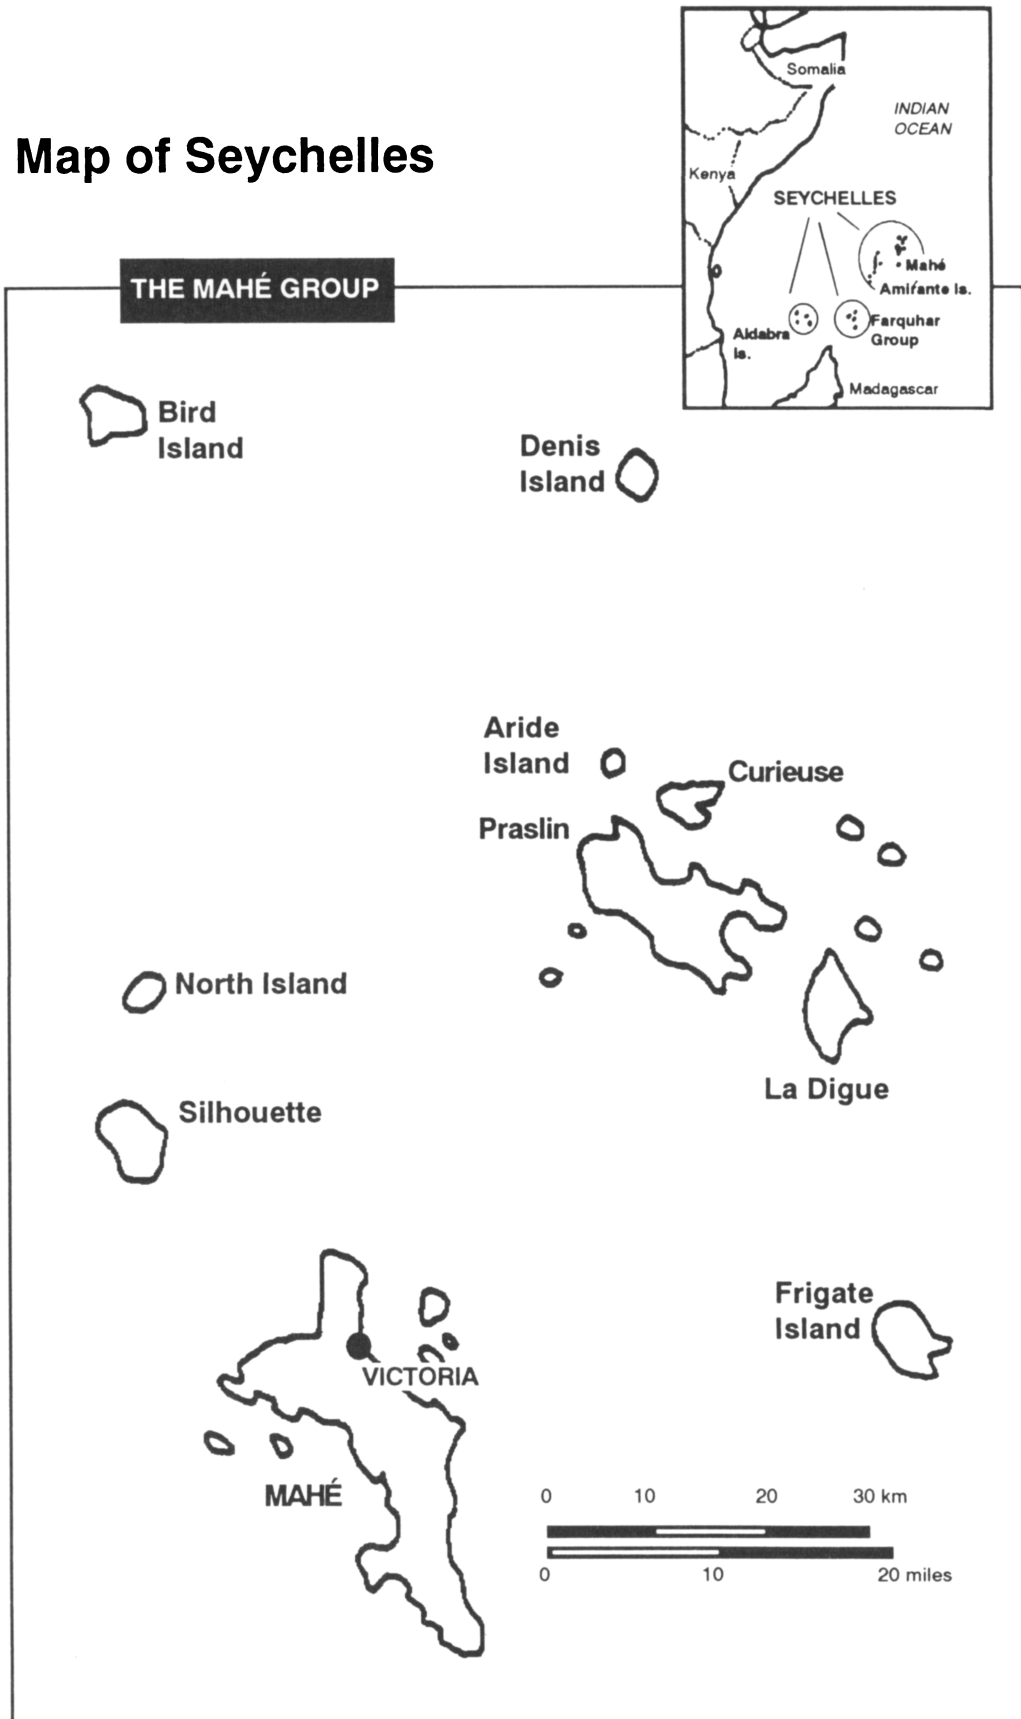 Map of Seychelles
THE MAHÉ GROUP
Somalia
INDIAN
OCEAN
Kenya
SEYCHELLES
Mahé
Amirante Is.
Aldabra
Is.
Farquhar
Group
Madagascar
Bird
Island
Denis
Island
Aride
Island
Curieuse
Praslin
North Island
La Digue
Silhouette
Frigate
Island
VICTORIA
MAHÉ
0 10 20 30 km
0 10 20 miles